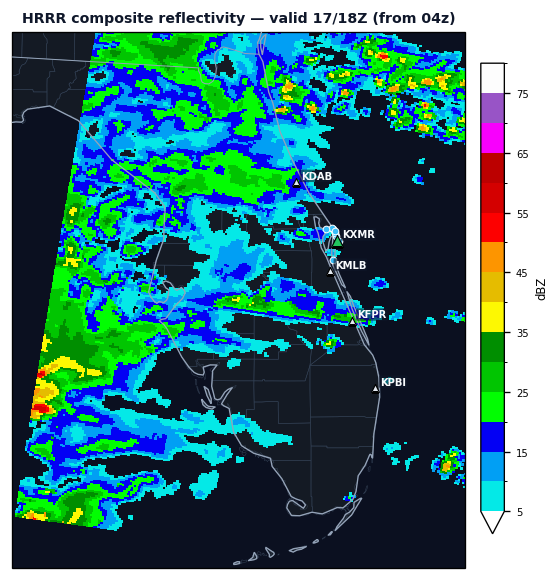 HRRR composite reflectivity — valid 17/18Z (from 04z)
KDAB
KXMR
KMLB
KFPR
KPBI
75
65
55
45
35
25
15
5
dBZ